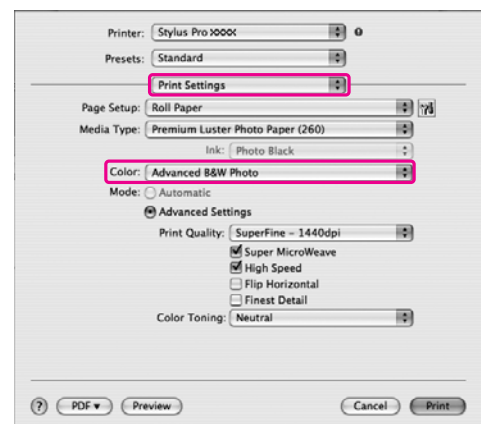 Printer: Stylus Pro XXXX
Presets: Standard
Print Settings
Page Setup: Roll Paper
Media Type: Premium Luster Photo Paper (260)
Ink: Photo Black
Color: Advanced B&W Photo
Mode: Automatic
Advanced Settings
Print Quality: SuperFine – 1440dpi
Super MicroWeave
High Speed
Flip Horizontal
Finest Detail
Color Toning: Neutral
? PDF Preview Cancel Print